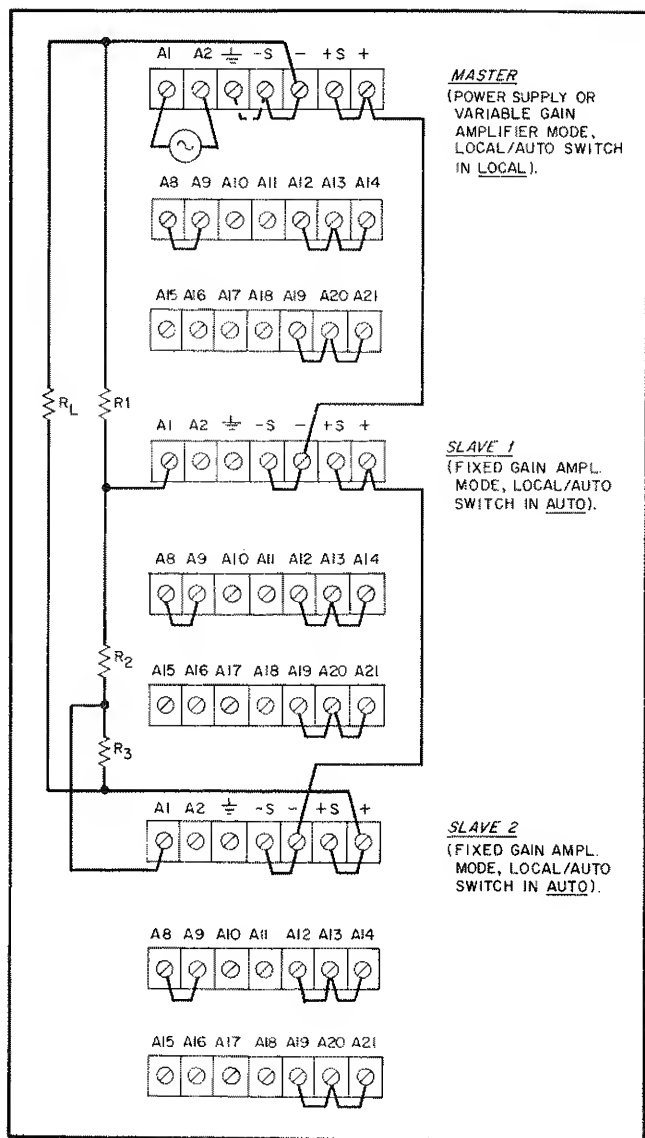 A1 A2 ⏚ -S - +S +
MASTER
(POWER SUPPLY OR
VARIABLE GAIN
AMPLIFIER MODE,
LOCAL/AUTO SWITCH
IN LOCAL).
A8 A9 A10 A11 A12 A13 A14
A15 A16 A17 A18 A19 A20 A21
RL
R1
A1 A2 ⏚ -S - +S +
SLAVE 1
(FIXED GAIN AMPL.
MODE, LOCAL/AUTO
SWITCH IN AUTO).
A8 A9 A10 A11 A12 A13 A14
R2
A15 A16 A17 A18 A19 A20 A21
R3
A1 A2 ⏚ -S - +S +
SLAVE 2
(FIXED GAIN AMPL.
MODE, LOCAL/AUTO
SWITCH IN AUTO).
A8 A9 A10 A11 A12 A13 A14
A15 A16 A17 A18 A19 A20 A21